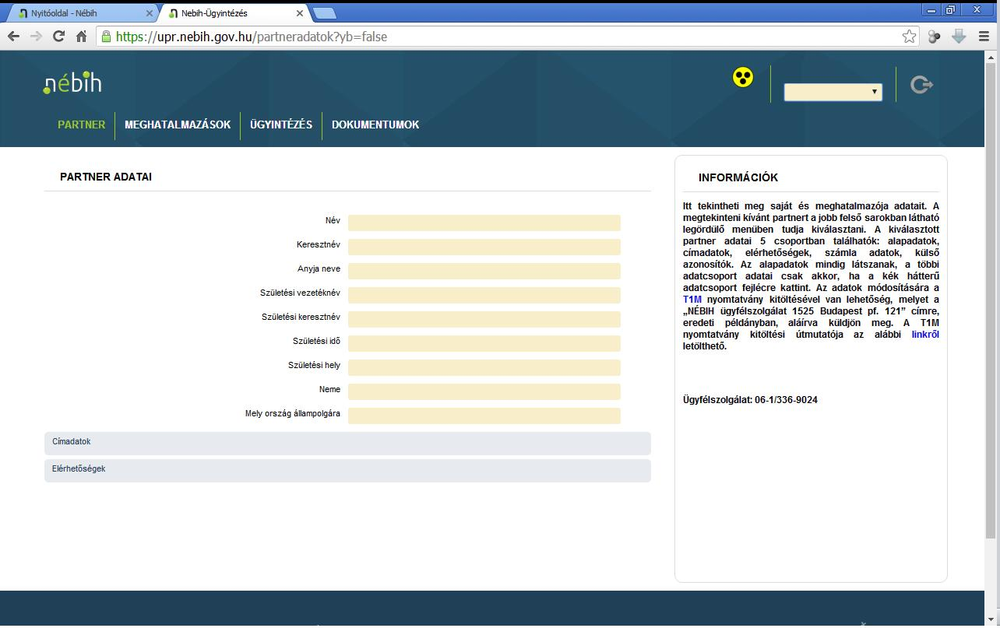 Nyitóoldal - Nébih
Nebih-Ügyintézés
https://upr.nebih.gov.hu/partneradatok?yb=false
nébih
PARTNER
MEGHATALMAZÁSOK
ÜGYINTÉZÉS
DOKUMENTUMOK
PARTNER ADATAI
Név
Keresztnév
Anyja neve
Születési vezetéknév
Születési keresztnév
Születési idő
Születési hely
Neme
Mely ország állampolgára
Címadatok
Elérhetőségek
INFORMÁCIÓK
Itt tekintheti meg saját és meghatalmazója adatait. A
megtekinteni kívánt partnert a jobb felső sarokban látható
legördülő menüben tudja kiválasztani. A kiválasztott
partner adatai 5 csoportban találhatók: alapadatok,
címadatok, elérhetőségek, számla adatok, külső
azonosítók. Az alapadatok mindig látszanak, a többi
adatcsoport adatai csak akkor, ha a kék hátterű
adatcsoport fejlécre kattint. Az adatok módosítására a
T1M nyomtatvány kitöltésével van lehetőség, melyet a
„NÉBIH ügyfélszolgálat 1525 Budapest pf. 121” címre,
eredeti példányban, aláírva küldjön meg. A T1M
nyomtatvány kitöltési útmutatója az alábbi linkről
letölthető.
Ügyfélszolgálat: 06-1/336-9024